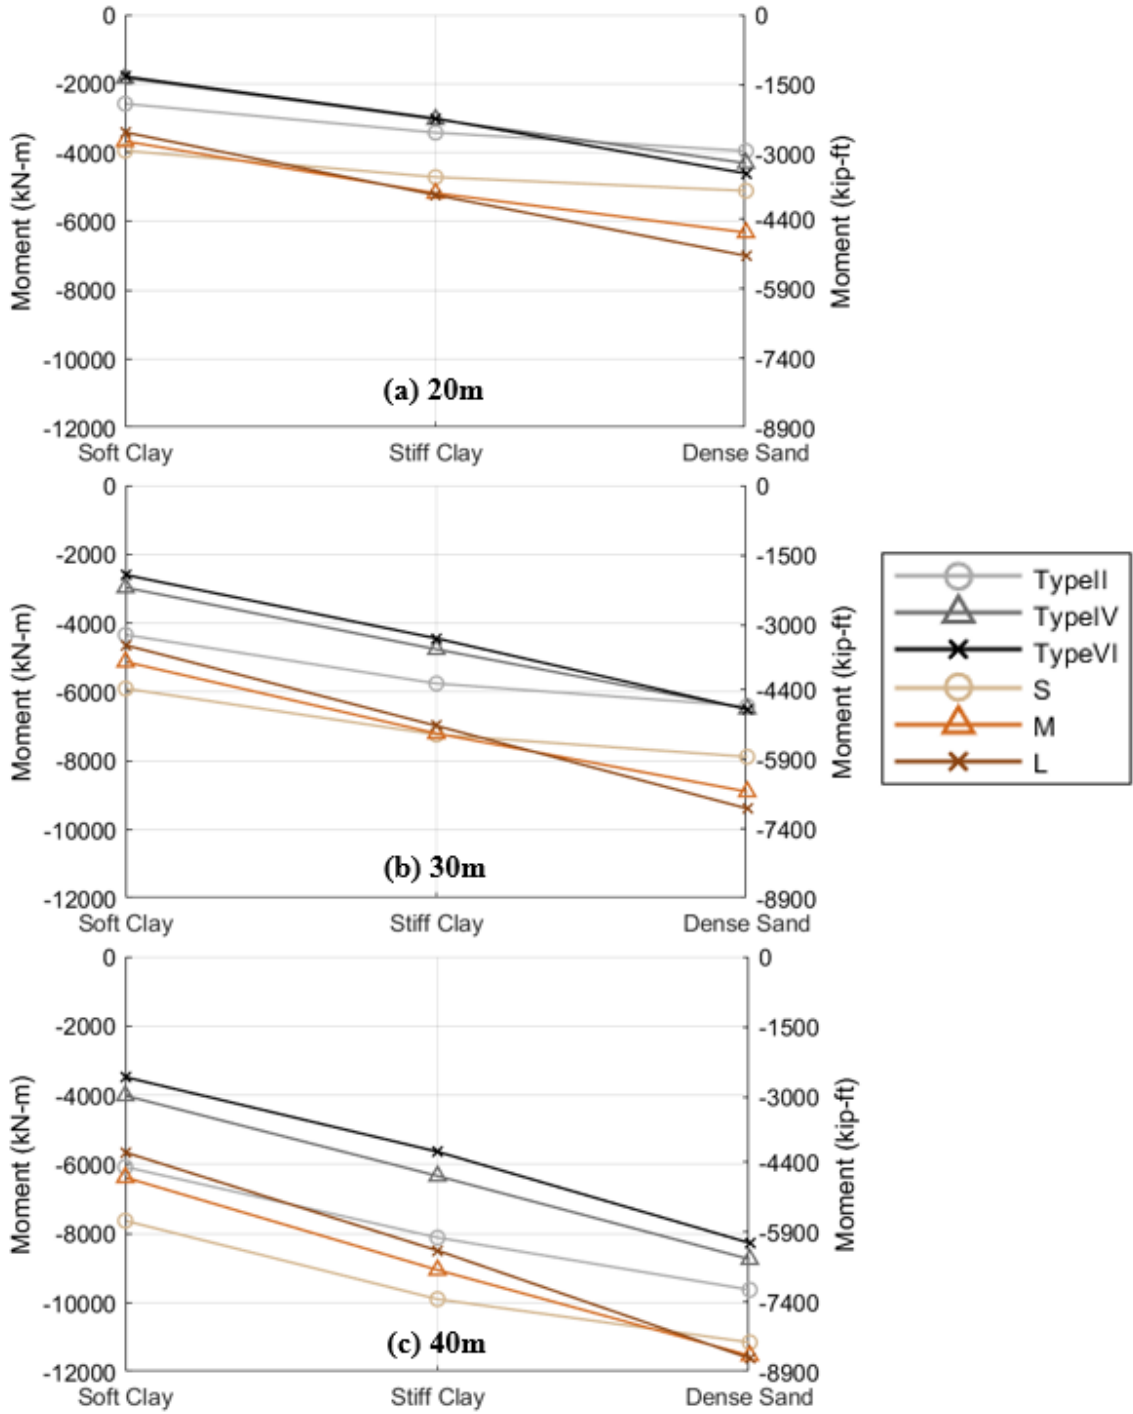 0 0
-2000 -1500
-4000 -3000
-6000 -4400
-8000 -5900
-10000 -7400
-12000 -8900
Moment (kN-m)
Moment (kip-ft)
(a) 20m
Soft Clay Stiff Clay Dense Sand
0 0
-2000 -1500
-4000 -3000
-6000 -4400
-8000 -5900
-10000 -7400
-12000 -8900
Moment (kN-m)
Moment (kip-ft)
(b) 30m
Soft Clay Stiff Clay Dense Sand
TypeII
TypeIV
TypeVI
S
M
L
0 0
-2000 -1500
-4000 -3000
-6000 -4400
-8000 -5900
-10000 -7400
-12000 -8900
Moment (kN-m)
Moment (kip-ft)
(c) 40m
Soft Clay Stiff Clay Dense Sand